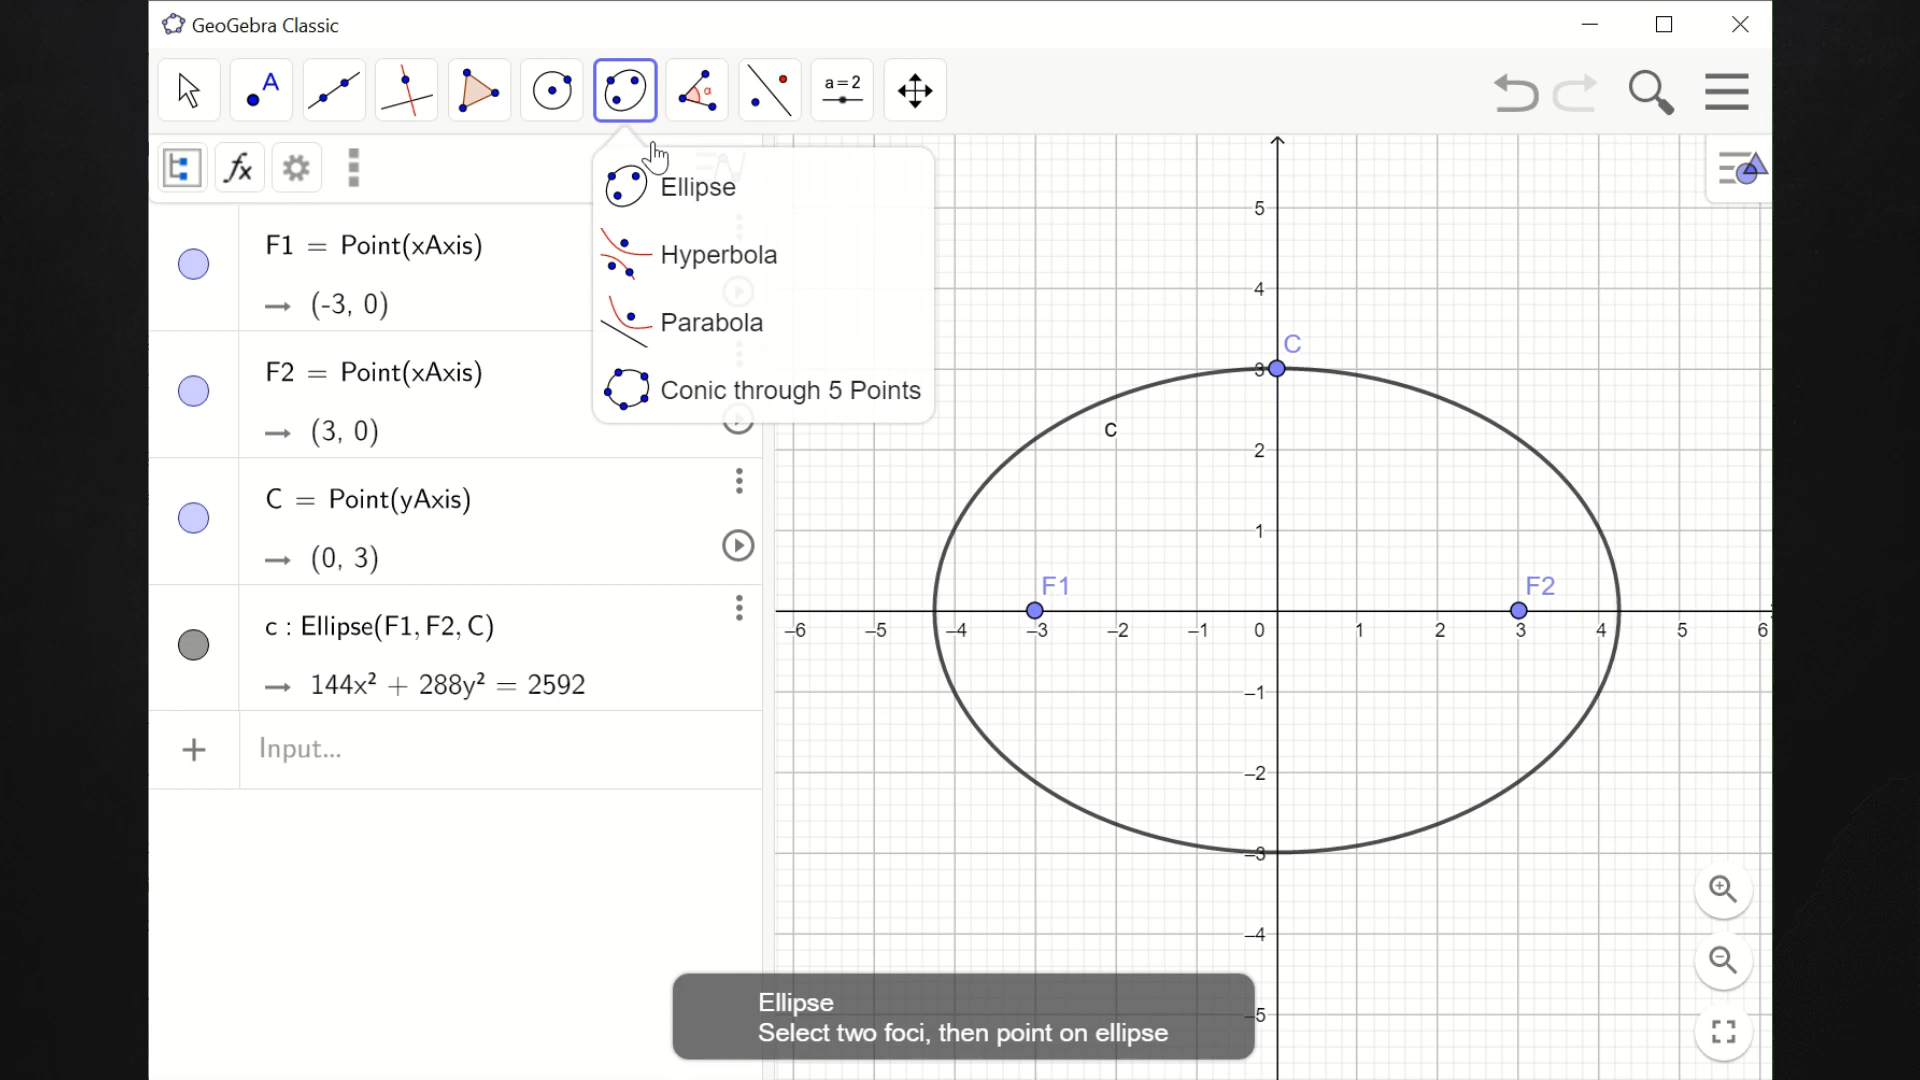 GeoGebra Classic
A
α
a=2
fx
Ellipse
Hyperbola
Parabola
Conic through 5 Points
F1 = Point(xAxis)
→ (-3, 0)
F2 = Point(xAxis)
→ (3, 0)
C = Point(yAxis)
→ (0, 3)
c : Ellipse(F1, F2, C)
→ 144x² + 288y² = 2592
+ Input...
5
4
C
3
c
2
1
F1 F2
–6 –5 –4 –3 –2 –1 0 1 2 3 4 5 6
–1
–2
–3
–4
–5
Ellipse
Select two foci, then point on ellipse